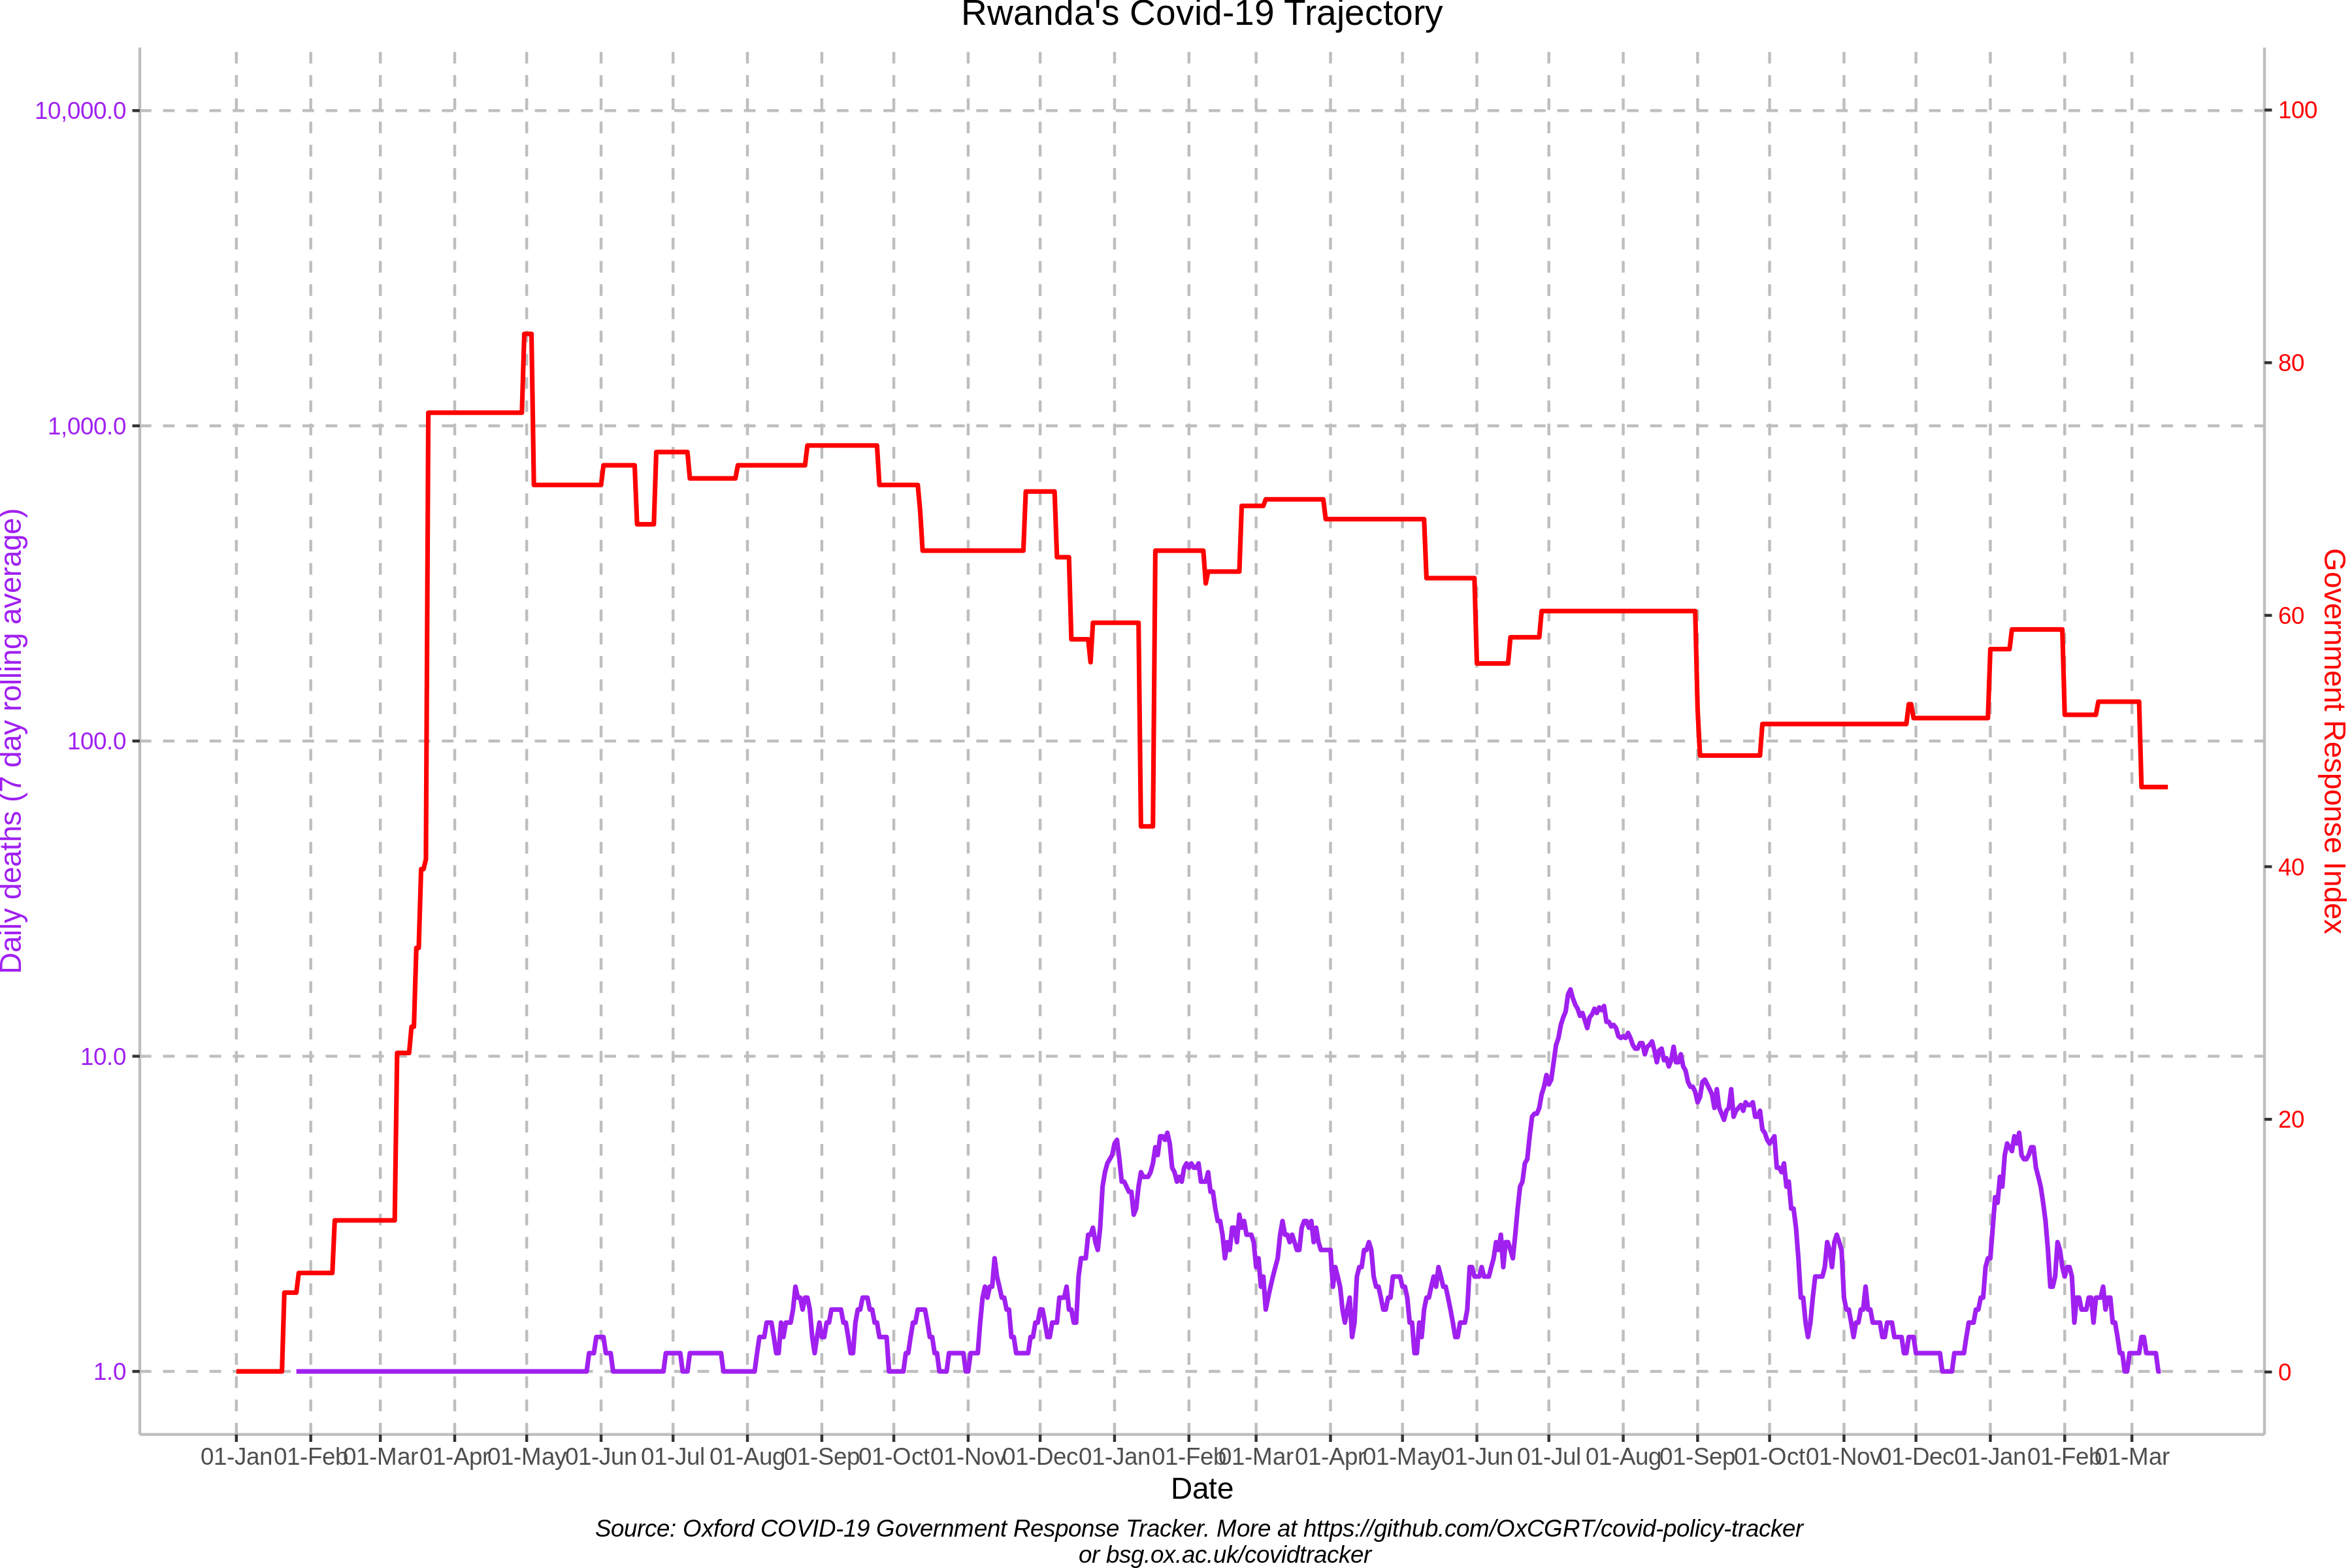 Rwanda's Covid-19 Trajectory
10,000.0
1,000.0
100.0
10.0
1.0
Daily deaths (7 day rolling average)
100
80
60
40
20
0
Government Response Index
01-Jan 01-Feb 01-Mar 01-Apr 01-May 01-Jun 01-Jul 01-Aug 01-Sep 01-Oct 01-Nov 01-Dec 01-Jan 01-Feb 01-Mar 01-Apr 01-May 01-Jun 01-Jul 01-Aug 01-Sep 01-Oct 01-Nov 01-Dec 01-Jan 01-Feb 01-Mar
Date
Source: Oxford COVID-19 Government Response Tracker. More at https://github.com/OxCGRT/covid-policy-tracker
or bsg.ox.ac.uk/covidtracker